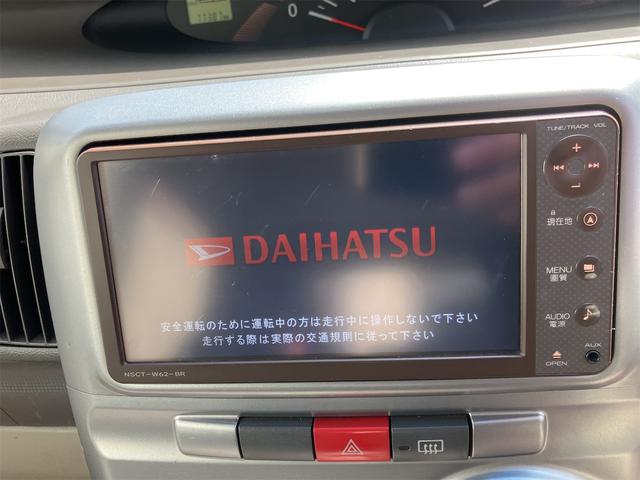 0
TUNE/TRACK VOL
現在地
MENU
画質
AUDIO
電源
AUX
OPEN
DAIHATSU
安全運転のために運転中の方は走行中に操作しないで下さい
走行する際は実際の交通規則に従って下さい
NSCT-W62-BR